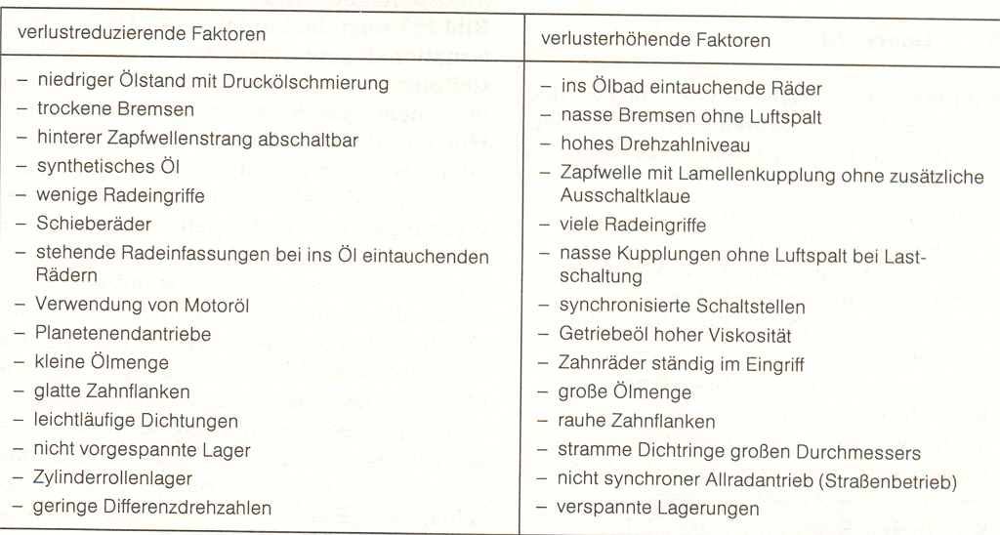 verlustreduzierende Faktoren
– niedriger Ölstand mit Druckölschmierung
– trockene Bremsen
– hinterer Zapfwellenstrang abschaltbar
– synthetisches Öl
– wenige Radeingriffe
– Schieberäder
– stehende Radeinfassungen bei ins Öl eintauchenden
Rädern
– Verwendung von Motoröl
– Planetenendantriebe
– kleine Ölmenge
– glatte Zahnflanken
– leichtläufige Dichtungen
– nicht vorgespannte Lager
– Zylinderrollenlager
– geringe Differenzdrehzahlen
verlusterhöhende Faktoren
– ins Ölbad eintauchende Räder
– nasse Bremsen ohne Luftspalt
– hohes Drehzahlniveau
– Zapfwelle mit Lamellenkupplung ohne zusätzliche
Ausschaltklaue
– viele Radeingriffe
– nasse Kupplungen ohne Luftspalt bei Last-
schaltung
– synchronisierte Schaltstellen
– Getriebeöl hoher Viskosität
– Zahnräder ständig im Eingriff
– große Ölmenge
– rauhe Zahnflanken
– stramme Dichtringe großen Durchmessers
– nicht synchroner Allradantrieb (Straßenbetrieb)
– verspannte Lagerungen